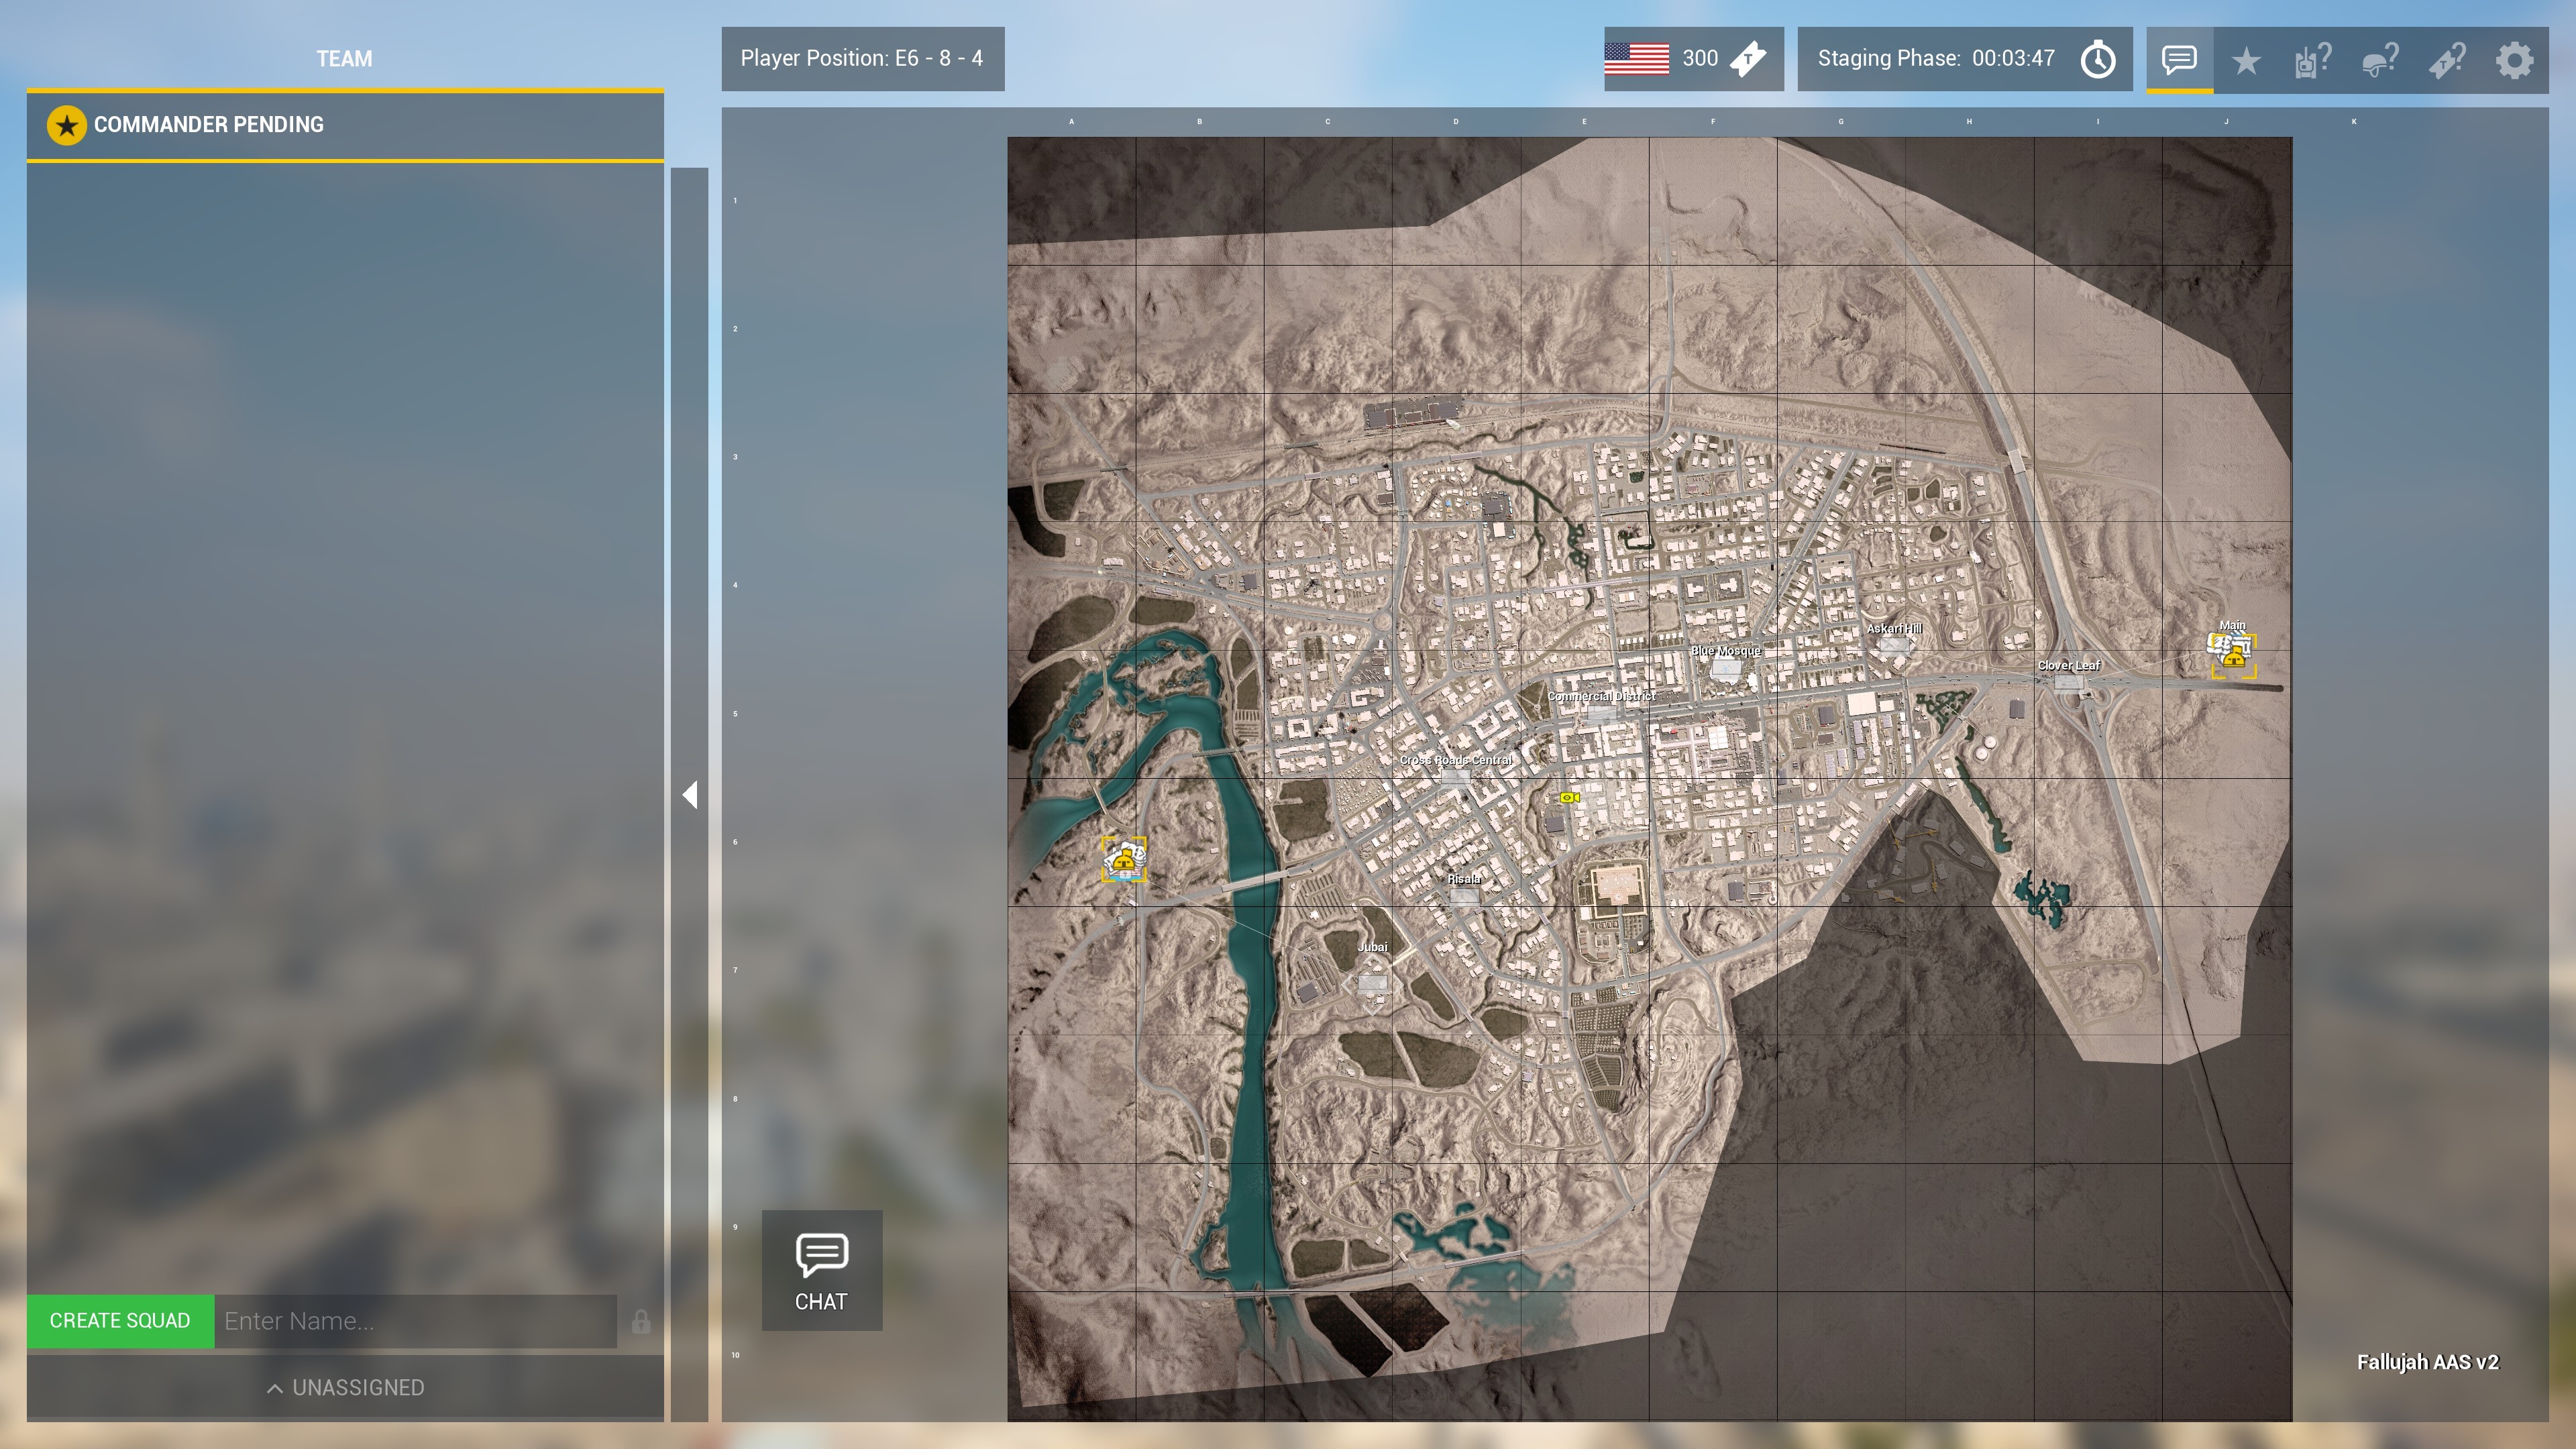 TEAM
Player Position: E6 - 8 - 4
300
T
Staging Phase: 00:03:47
?
?
T?
COMMANDER PENDING
A B C D E F G H I J K
1
2
3
4
Askari Hill
Main
Blue Mosque
Clover Leaf
Commercial District
5
Cross Roads Central
6
Risala
Jubai
7
8
9
CHAT
CREATE SQUAD Enter Name...
10
Fallujah AAS v2
UNASSIGNED